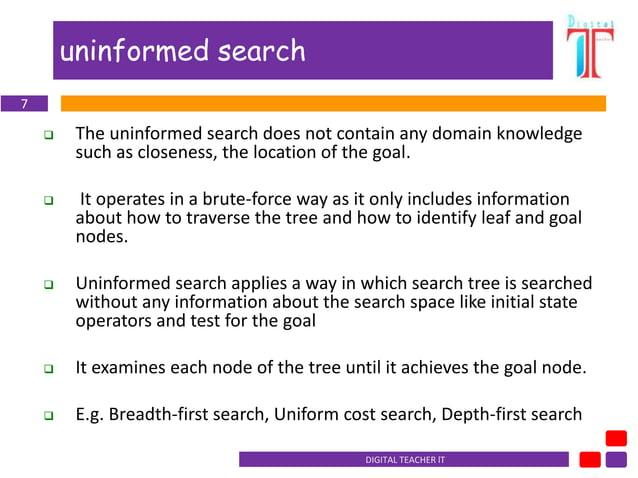 uninformed search
Digital
Teacher
IT
7
The uninformed search does not contain any domain knowledge
such as closeness, the location of the goal.
It operates in a brute-force way as it only includes information
about how to traverse the tree and how to identify leaf and goal
nodes.
Uninformed search applies a way in which search tree is searched
without any information about the search space like initial state
operators and test for the goal
It examines each node of the tree until it achieves the goal node.
E.g. Breadth-first search, Uniform cost search, Depth-first search
DIGITAL TEACHER IT